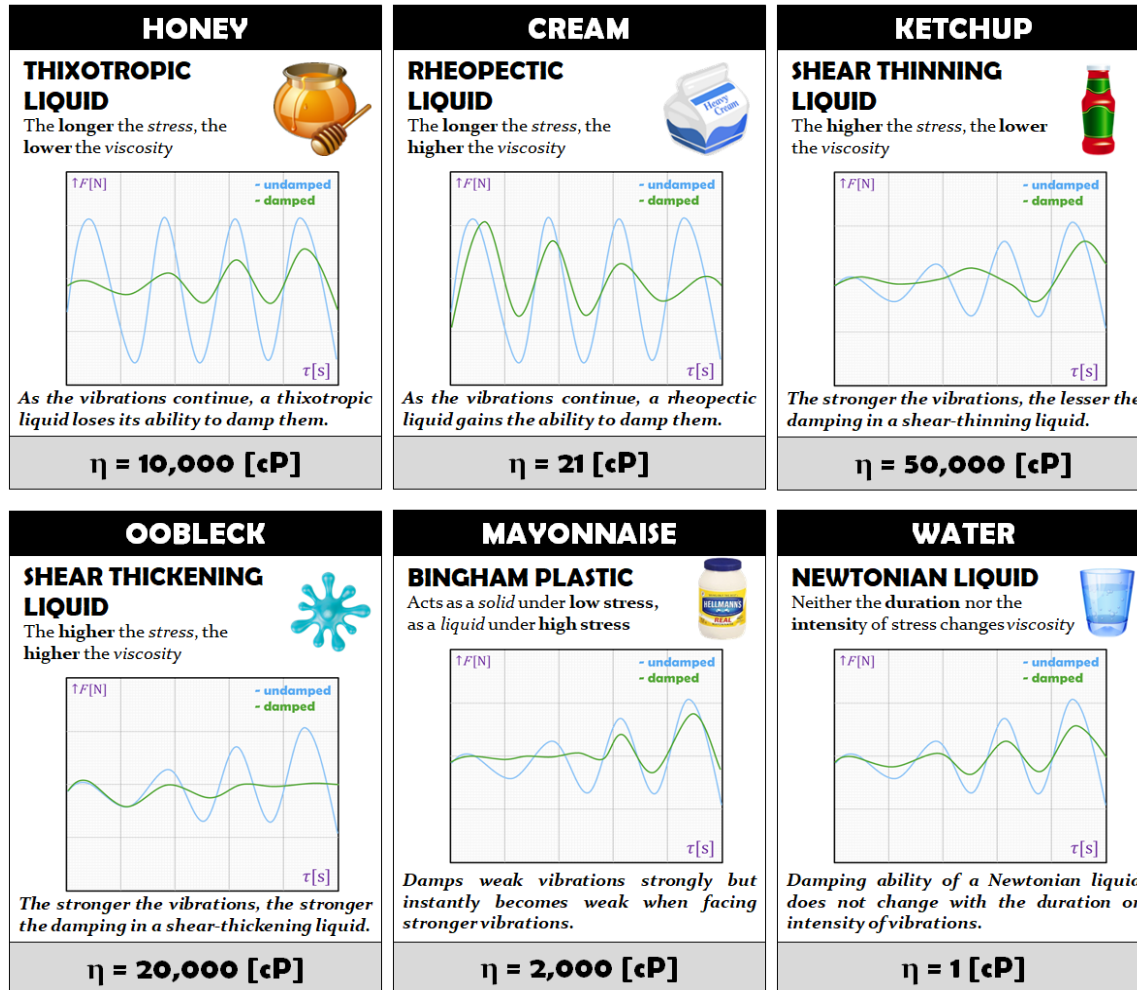 HONEY
THIXOTROPIC
LIQUID
The longer the stress, the
lower the viscosity
↑F[N]
- undamped
- damped
τ[s]
As the vibrations continue, a thixotropic
liquid loses its ability to damp them.
η = 10,000 [cP]
CREAM
RHEOPECTIC
LIQUID
The longer the stress, the
higher the viscosity
Heavy
Cream
↑F[N]
- undamped
- damped
τ[s]
As the vibrations continue, a rheopectic
liquid gains the ability to damp them.
η = 21 [cP]
KETCHUP
SHEAR THINNING
LIQUID
The higher the stress, the lower
the viscosity
↑F[N]
- undamped
- damped
τ[s]
The stronger the vibrations, the lesser the
damping in a shear-thinning liquid.
η = 50,000 [cP]
OOBLECK
SHEAR THICKENING
LIQUID
The higher the stress, the
higher the viscosity
↑F[N]
- undamped
- damped
τ[s]
The stronger the vibrations, the stronger
the damping in a shear-thickening liquid.
η = 20,000 [cP]
MAYONNAISE
BINGHAM PLASTIC
Acts as a solid under low stress,
as a liquid under high stress
HELLMANN'S
REAL
↑F[N]
- undamped
- damped
τ[s]
Damps weak vibrations strongly but
instantly becomes weak when facing
stronger vibrations.
η = 2,000 [cP]
WATER
NEWTONIAN LIQUID
Neither the duration nor the
intensity of stress changes viscosity
↑F[N]
- undamped
- damped
τ[s]
Damping ability of a Newtonian liquid
does not change with the duration or
intensity of vibrations.
η = 1 [cP]